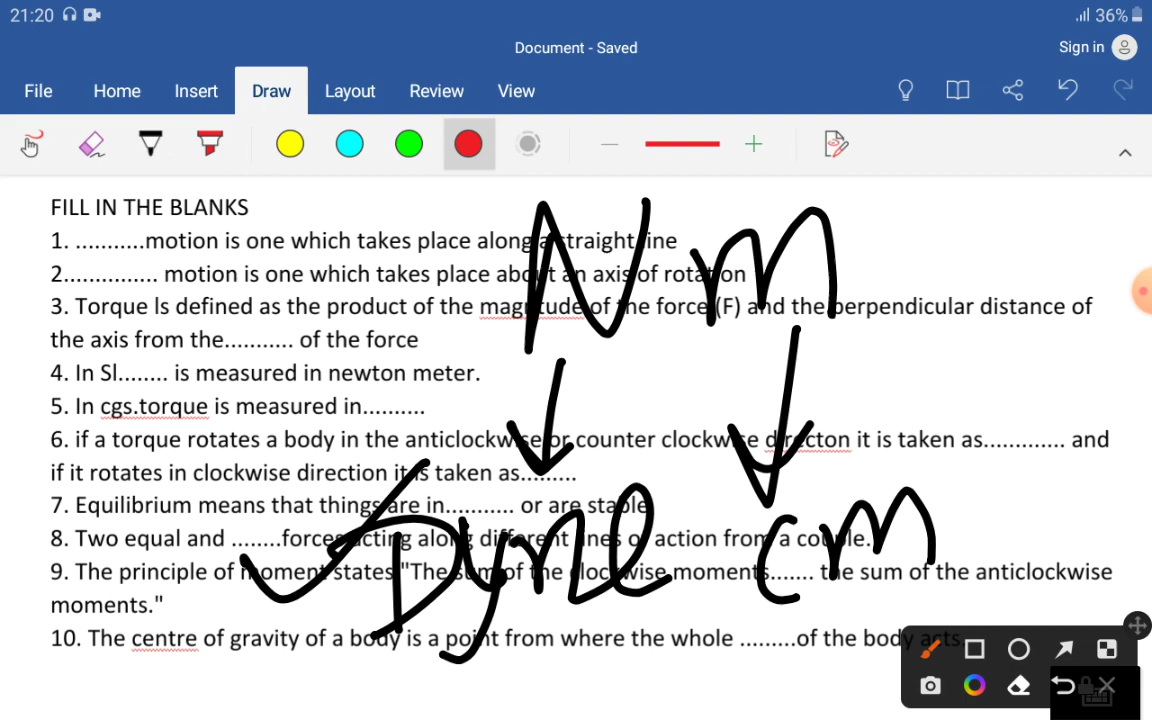 21:20 36%
Document - Saved
Sign in
File Home Insert Draw Layout Review View
FILL IN THE BLANKS
1. ...........motion is one which takes place along a straight line
2............... motion is one which takes place about an axis of rotation
3. Torque ls defined as the product of the magnitude of the force (F) and the perpendicular distance of
the axis from the........... of the force
4. In Sl........ is measured in newton meter.
5. In cgs.torque is measured in..........
6. if a torque rotates a body in the anticlockwise or counter clockwise directon it is taken as............. and
if it rotates in clockwise direction it is taken as.........
7. Equilibrium means that things are in........... or are stable
8. Two equal and ........forces acting along different lines of action from a couple.
9. The principle of moment states "The sum of the clockwise moments....... the sum of the anticlockwise
moments."
10. The centre of gravity of a body is a point from where the whole .........of the body acts.
N m
Dyne cm